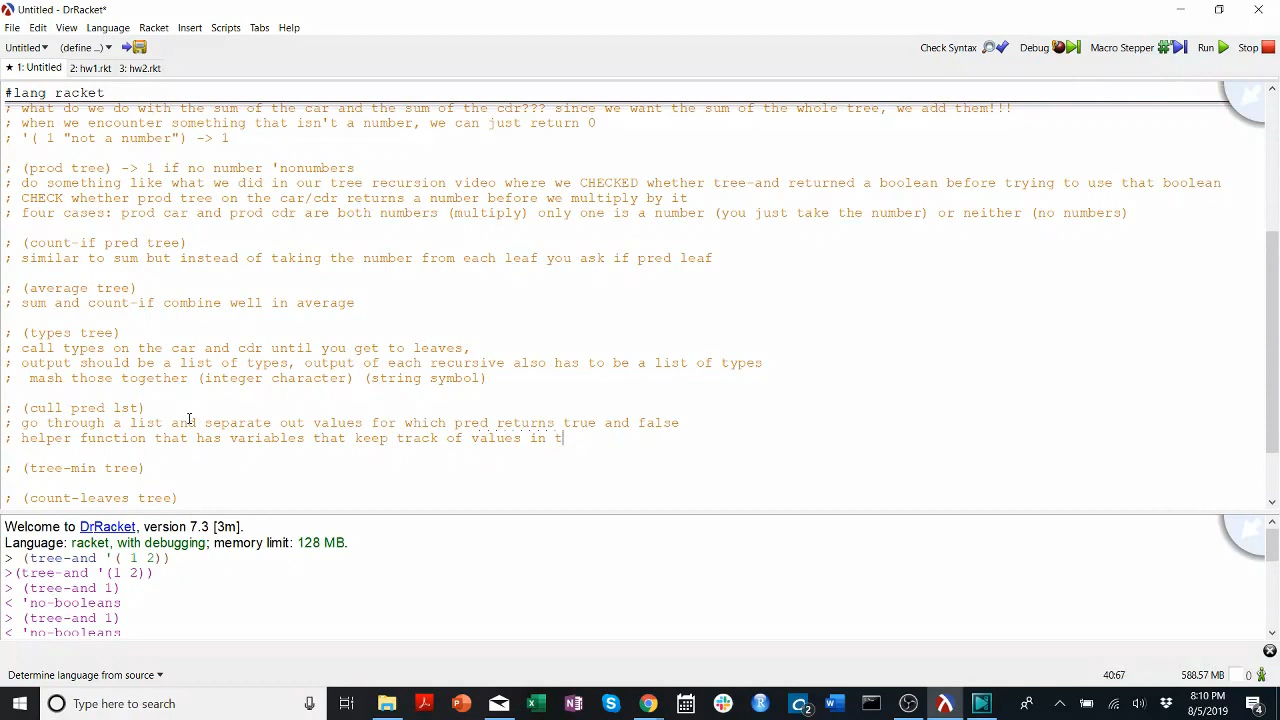 Untitled - DrRacket*
File Edit View Language Racket Insert Scripts Tabs Help
Untitled▾ (define ...)▾ Check Syntax Debug Macro Stepper Run Stop
★ 1: Untitled 2: hw1.rkt 3: hw2.rkt
#lang racket
; what do we do with the sum of the car and the sum of the cdr??? since we want the sum of the whole tree, we add them!!!
; when we encounter something that isn't a number, we can just return 0
; '( 1 "not a number") -> 1
; (prod tree) -> 1 if no number 'nonumbers
; do something like what we did in our tree recursion video where we CHECKED whether tree-and returned a boolean before trying to use that boolean
; CHECK whether prod tree on the car/cdr returns a number before we multiply by it
; four cases: prod car and prod cdr are both numbers (multiply) only one is a number (you just take the number) or neither (no numbers)
; (count-if pred tree)
; similar to sum but instead of taking the number from each leaf you ask if pred leaf
; (average tree)
; sum and count-if combine well in average
; (types tree)
; call types on the car and cdr until you get to leaves,
; output should be a list of types, output of each recursive also has to be a list of types
;  mash those together (integer character) (string symbol)
; (cull pred lst)
; go through a list and separate out values for which pred returns true and false
; helper function that has variables that keep track of values in t
; (tree-min tree)
; (count-leaves tree)
Welcome to DrRacket, version 7.3 [3m].
Language: racket, with debugging; memory limit: 128 MB.
> (tree-and '( 1 2))
>(tree-and '(1 2))
> (tree-and 1)
< 'no-booleans
> (tree-and 1)
< 'no-booleans
Determine language from source▾ 40:67 588.57 MB
Type here to search 2 8:10 PM
8/5/2019